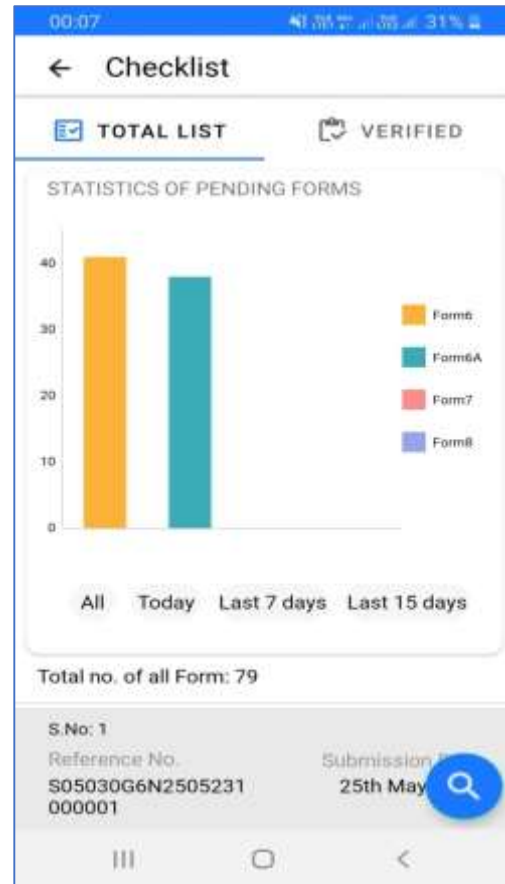 00:07
31%
Checklist
TOTAL LIST
VERIFIED
STATISTICS OF PENDING FORMS
40
30
20
10
0
Form6
Form6A
Form7
Form8
All Today Last 7 days Last 15 days
Total no. of all Form: 79
S.No: 1
Reference No. Submission
S05030G6N2505231 25th May
000001